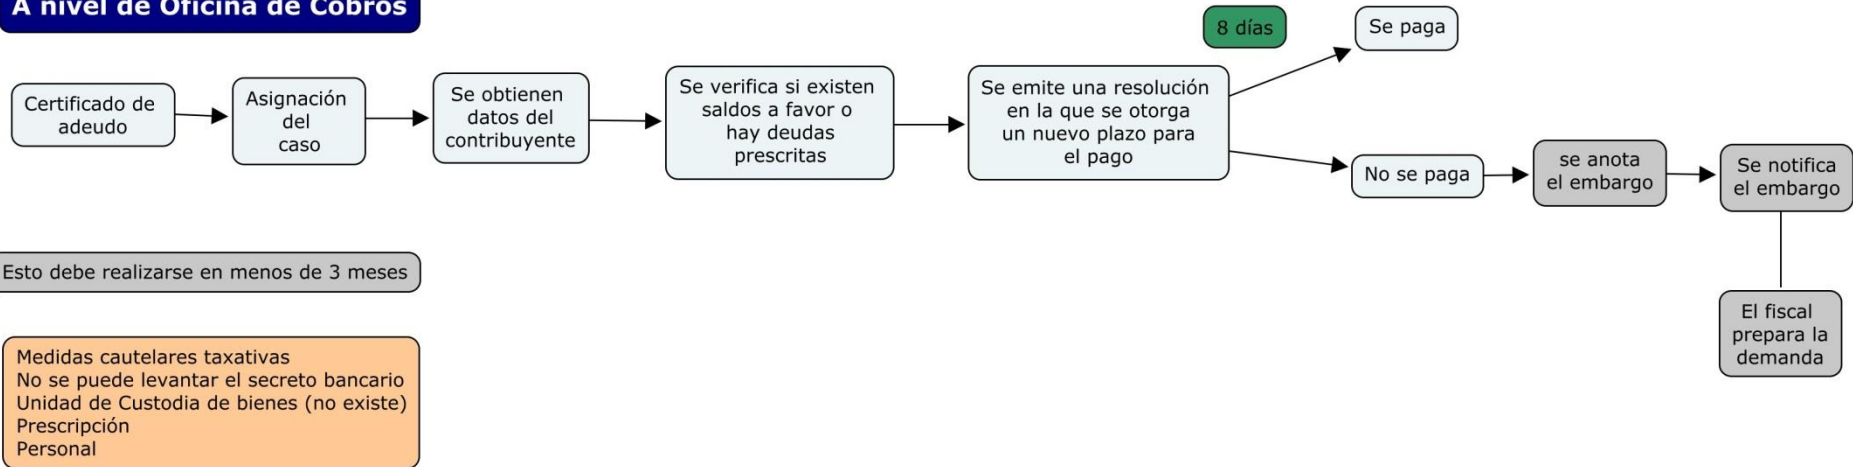 A nivel de Oficina de Cobros
Certificado de
adeudo
Asignación
del
caso
Se obtienen
datos del
contribuyente
Se verifica si existen
saldos a favor o
hay deudas
prescritas
Se emite una resolución
en la que se otorga
un nuevo plazo para
el pago
8 días
Se paga
No se paga
se anota
el embargo
Se notifica
el embargo
El fiscal
prepara la
demanda
Esto debe realizarse en menos de 3 meses
Medidas cautelares taxativas
No se puede levantar el secreto bancario
Unidad de Custodia de bienes (no existe)
Prescripción
Personal